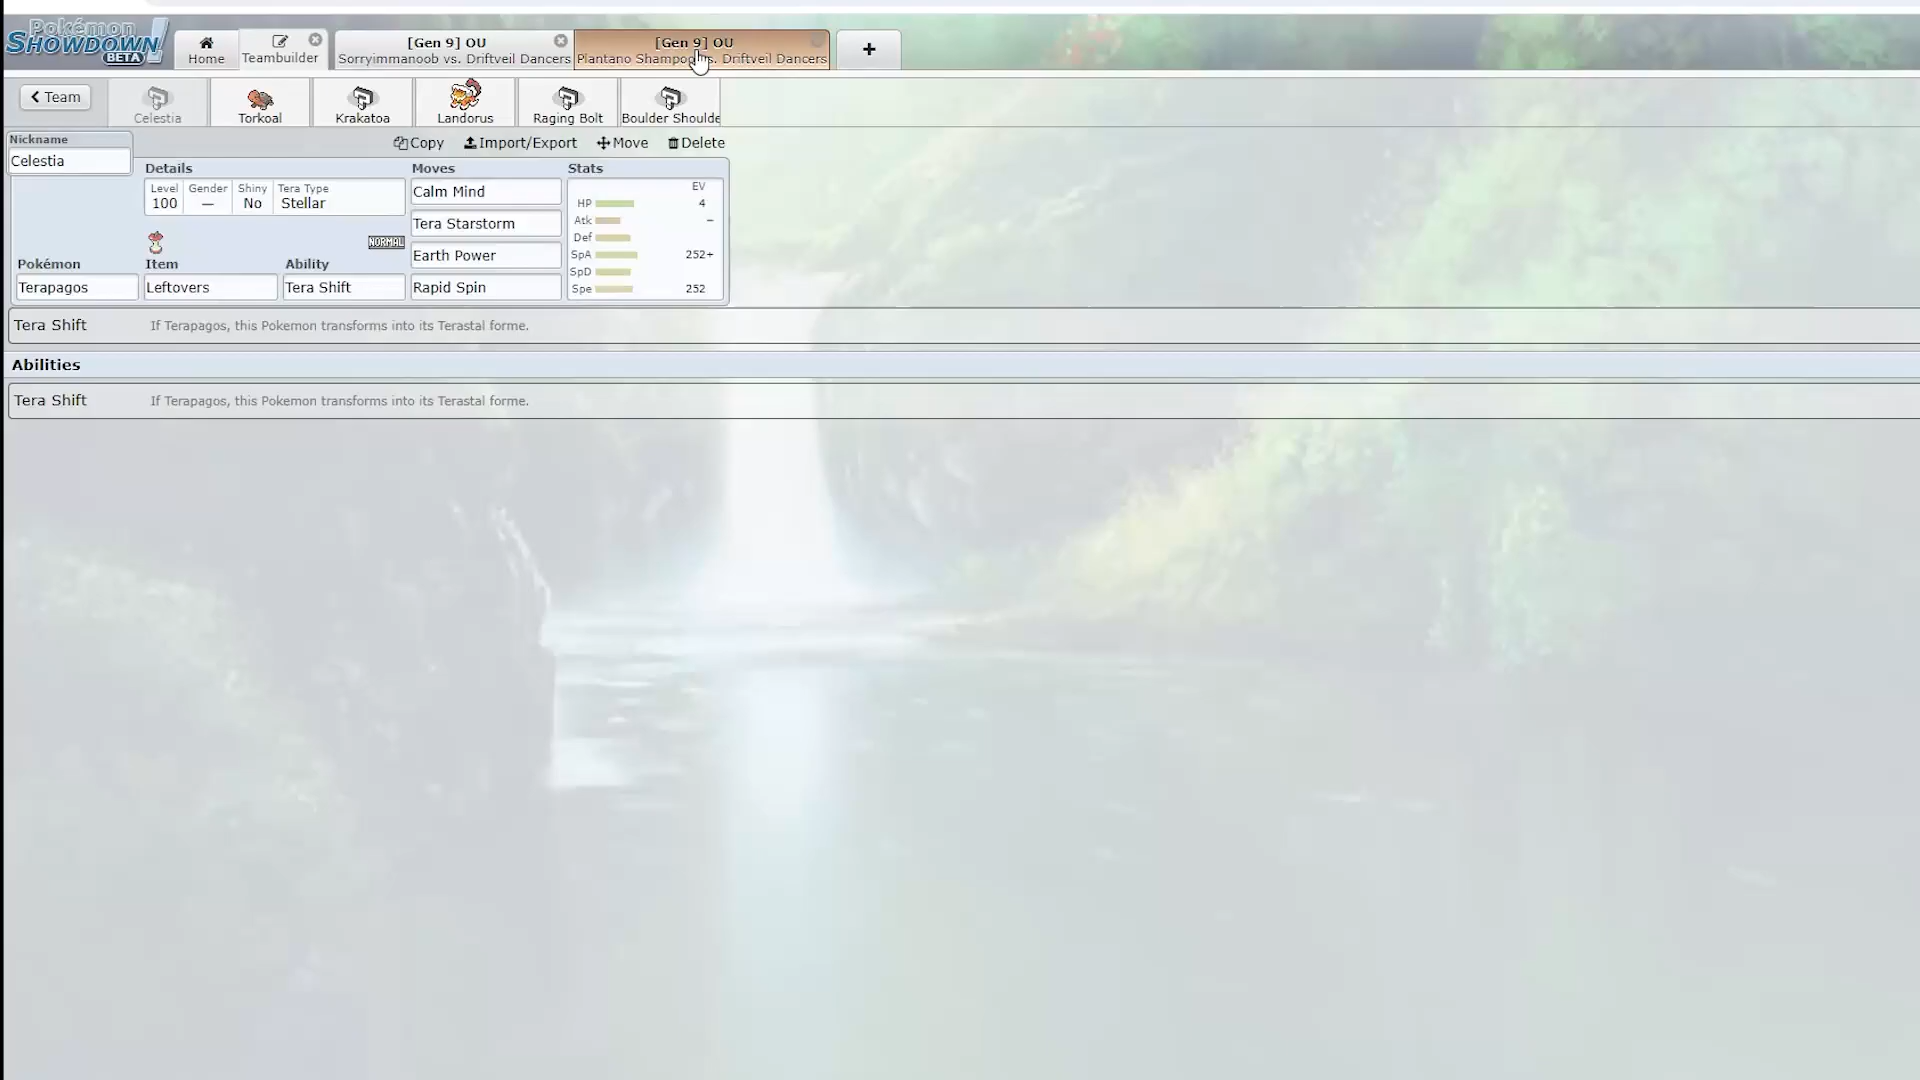 Pokémon
SHOWDOWN!
BETA
Home
Teambuilder
[Gen 9] OU
Sorryimmanoob vs. Driftveil Dancers
[Gen 9] OU
Plantano Shampoo vs. Driftveil Dancers
+
Team
Celestia
Torkoal
Krakatoa
Landorus
Raging Bolt
Boulder Shoulde
Nickname
Celestia
Copy
Import/Export
Move
Delete
Details
Level Gender Shiny Tera Type
100 — No Stellar
NORMAL
Pokémon Item Ability
Terapagos Leftovers Tera Shift
Moves
Calm Mind
Tera Starstorm
Earth Power
Rapid Spin
Stats
EV
HP 4
Atk –
Def
SpA 252+
SpD
Spe 252
Tera Shift If Terapagos, this Pokemon transforms into its Terastal forme.
Abilities
Tera Shift If Terapagos, this Pokemon transforms into its Terastal forme.